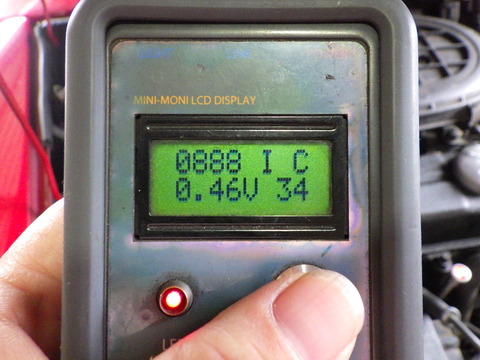 MINI-MONI LCD DISPLAY
0888 I C
0.46V 34